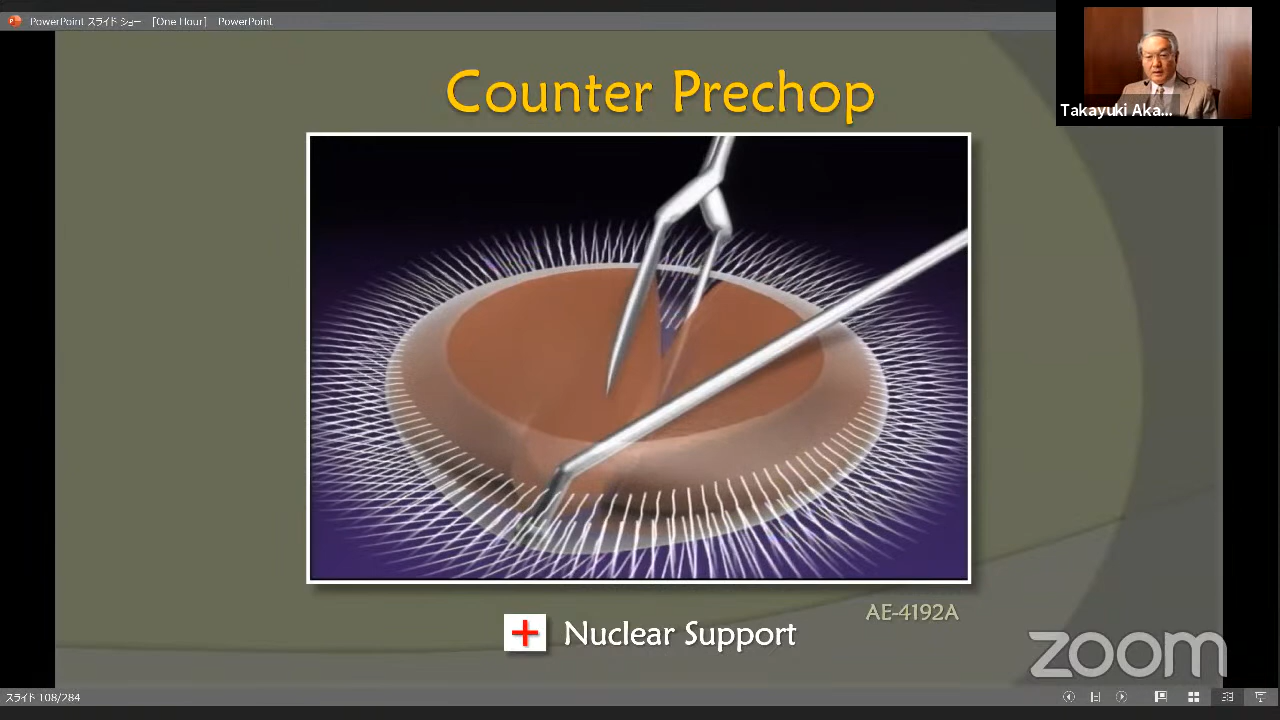 PowerPoint スライド ショー [One Hour] PowerPoint
Takayuki Aka...
Counter Prechop
AE-4192A
Nuclear Support
zoom
スライド 108/284